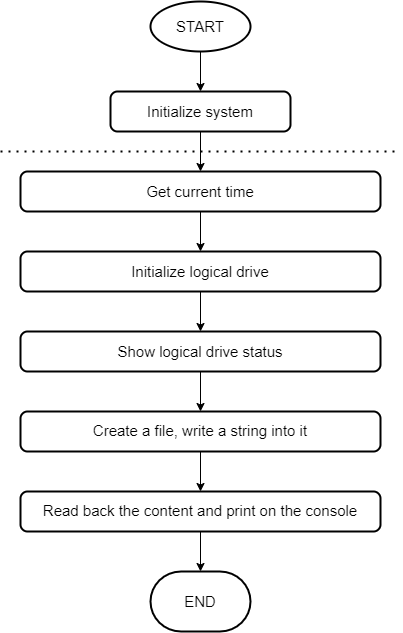 START
Initialize system
Get current time
Initialize logical drive
Show logical drive status
Create a file, write a string into it
Read back the content and print on the console
END